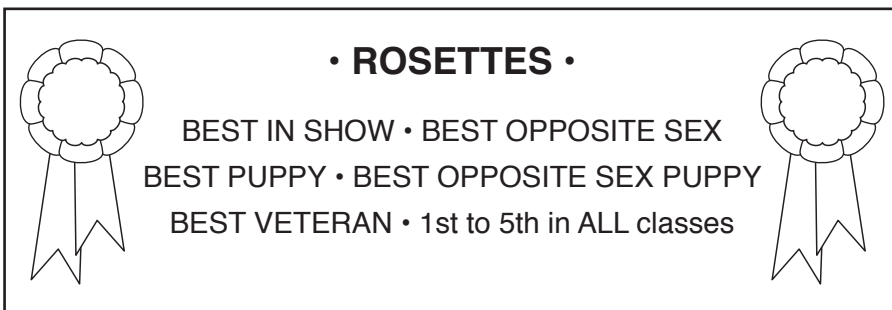 • ROSETTES •
BEST IN SHOW • BEST OPPOSITE SEX
BEST PUPPY • BEST OPPOSITE SEX PUPPY
BEST VETERAN • 1st to 5th in ALL classes